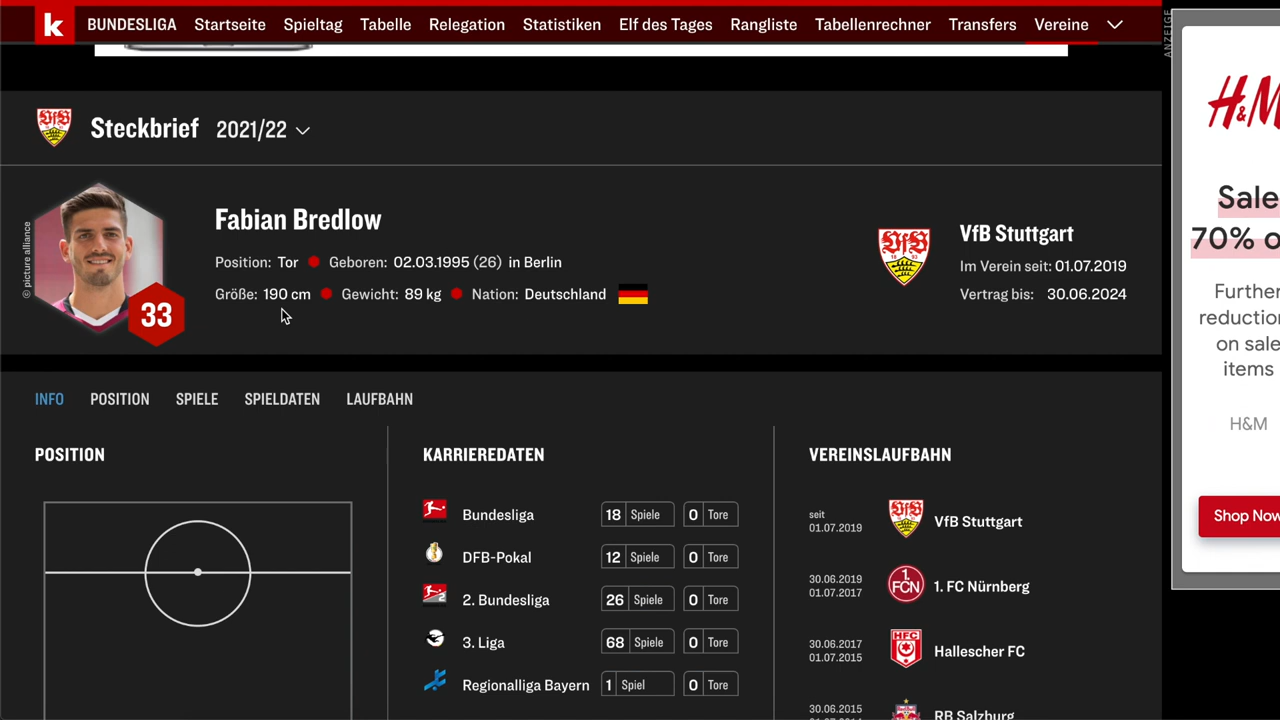 k BUNDESLIGA Startseite Spieltag Tabelle Relegation Statistiken Elf des Tages Rangliste Tabellenrechner Transfers Vereine
ANZEIGE
Steckbrief 2021/22
© picture alliance
33
Fabian Bredlow
Position: Tor Geboren: 02.03.1995 (26) in Berlin
Größe: 190 cm Gewicht: 89 kg Nation: Deutschland
VfB Stuttgart
Im Verein seit: 01.07.2019
Vertrag bis: 30.06.2024
INFO POSITION SPIELE SPIELDATEN LAUFBAHN
POSITION
KARRIEREDATEN
Bundesliga 18 Spiele 0 Tore
DFB-Pokal 12 Spiele 0 Tore
2. Bundesliga 26 Spiele 0 Tore
3. Liga 68 Spiele 0 Tore
Regionalliga Bayern 1 Spiel 0 Tore
VEREINSLAUFBAHN
seit
01.07.2019
VfB Stuttgart
30.06.2019
01.07.2017
1. FC Nürnberg
30.06.2017
01.07.2015
Hallescher FC
30.06.2015
RB Salzburg
H&M
Sale
70% o
Further
reduction
on sale
items
H&M
Shop Now